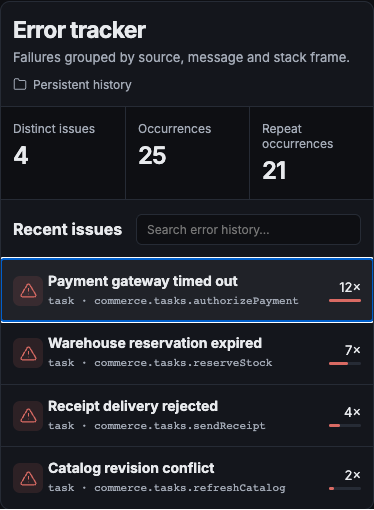 Error tracker
Failures grouped by source, message and stack frame.
Persistent history
Distinct issues
4
Occurrences
25
Repeat
occurrences
21
Recent issues
Search error history...
Payment gateway timed out
task · commerce.tasks.authorizePayment
12×
Warehouse reservation expired
task · commerce.tasks.reserveStock
7×
Receipt delivery rejected
task · commerce.tasks.sendReceipt
4×
Catalog revision conflict
task · commerce.tasks.refreshCatalog
2×